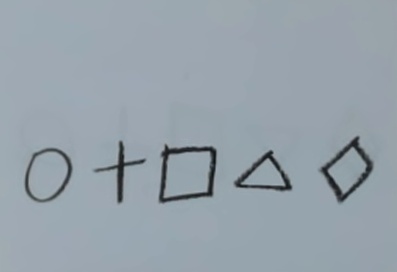 ○ + □ △ ◇